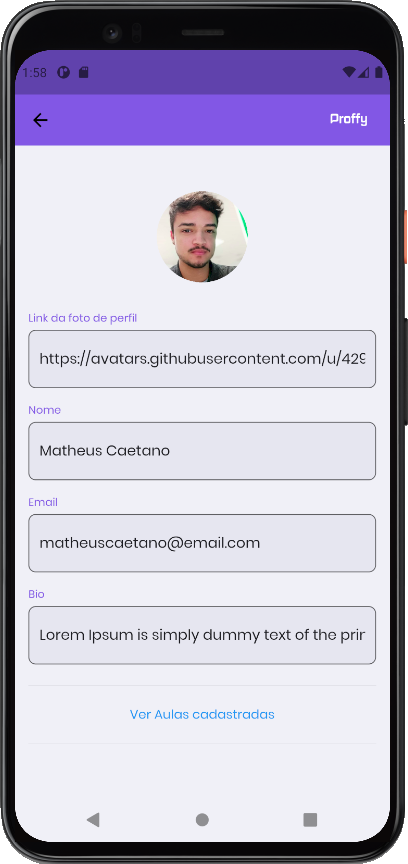 1:58
Proffy
Link da foto de perfil
https://avatars.githubusercontent.com/u/429
Nome
Matheus Caetano
Email
matheuscaetano@email.com
Bio
Lorem Ipsum is simply dummy text of the prin
Ver Aulas cadastradas